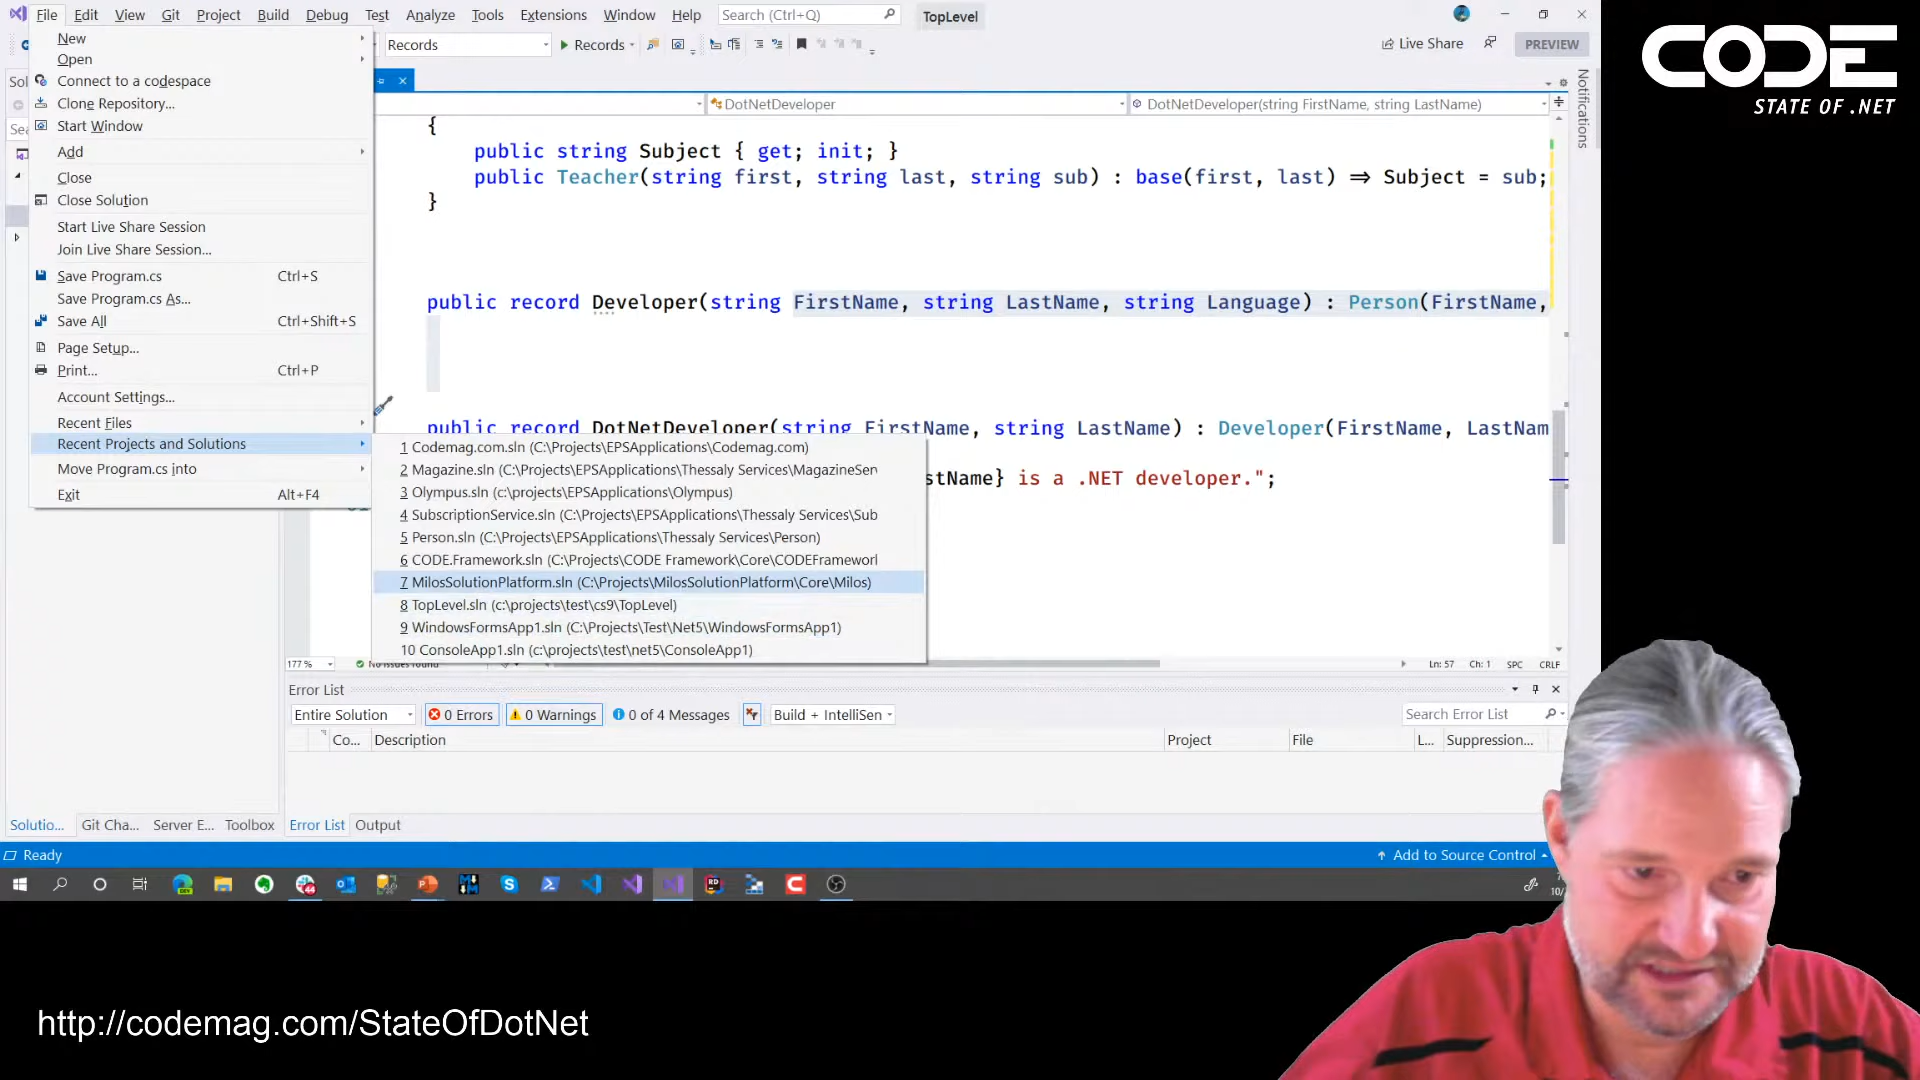 File Edit View Git Project Build Debug Test Analyze Tools Extensions Window Help Search (Ctrl+Q) TopLevel
Records Records Live Share PREVIEW
DotNetDeveloper DotNetDeveloper(string FirstName, string LastName)
Notifications
New
Open
Connect to a codespace
Clone Repository...
Start Window
Add
Close
Close Solution
Start Live Share Session
Join Live Share Session...
Save Program.cs Ctrl+S
Save Program.cs As...
Save All Ctrl+Shift+S
Page Setup...
Print... Ctrl+P
Account Settings...
Recent Files
Recent Projects and Solutions
Move Program.cs into
Exit Alt+F4
1 Codemag.com.sln (C:\Projects\EPSApplications\Codemag.com)
2 Magazine.sln (C:\Projects\EPSApplications\Thessaly Services\MagazineSer
3 Olympus.sln (c:\projects\EPSApplications\Olympus)
4 SubscriptionService.sln (C:\Projects\EPSApplications\Thessaly Services\Sub
5 Person.sln (C:\Projects\EPSApplications\Thessaly Services\Person)
6 CODE.Framework.sln (C:\Projects\CODE Framework\Core\CODEFramework
7 MilosSolutionPlatform.sln (C:\Projects\MilosSolutionPlatform\Core\Milos)
8 TopLevel.sln (c:\projects\test\cs9\TopLevel)
9 WindowsFormsApp1.sln (C:\Projects\Test\Net5\WindowsFormsApp1)
10 ConsoleApp1.sln (c:\projects\test\net5\ConsoleApp1)
{
public string Subject { get; init; }
public Teacher(string first, string last, string sub) : base(first, last) => Subject = sub;
}
public record Developer(string FirstName, string LastName, string Language) : Person(FirstName,
public record DotNetDeveloper(string FirstName, string LastName) : Developer(FirstName, LastNam
stName} is a .NET developer.";
177 % No issues found Ln: 57 Ch: 1 SPC CRLF
Error List
Entire Solution 0 Errors 0 Warnings 0 of 4 Messages Build + IntelliSen Search Error List
Co... Description Project File L... Suppression...
Solutio... Git Cha... Server E... Toolbox Error List Output
Ready Add to Source Control
CODE
STATE OF .NET
http://codemag.com/StateOfDotNet